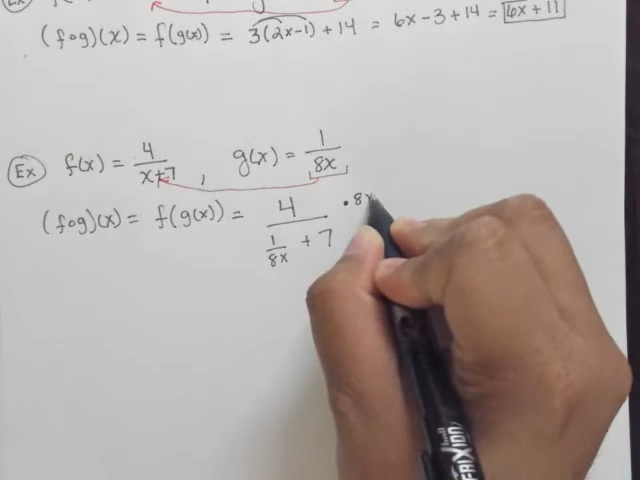 (f∘g)(x) = f(g(x)) = 3(2x-1) + 14 = 6x - 3 + 14 = 6x + 11
Ex f(x) = 4/(x+7) , g(x) = 1/(8x)
(f∘g)(x) = f(g(x)) = 4/(1/(8x) + 7) • 8x
FRIXION